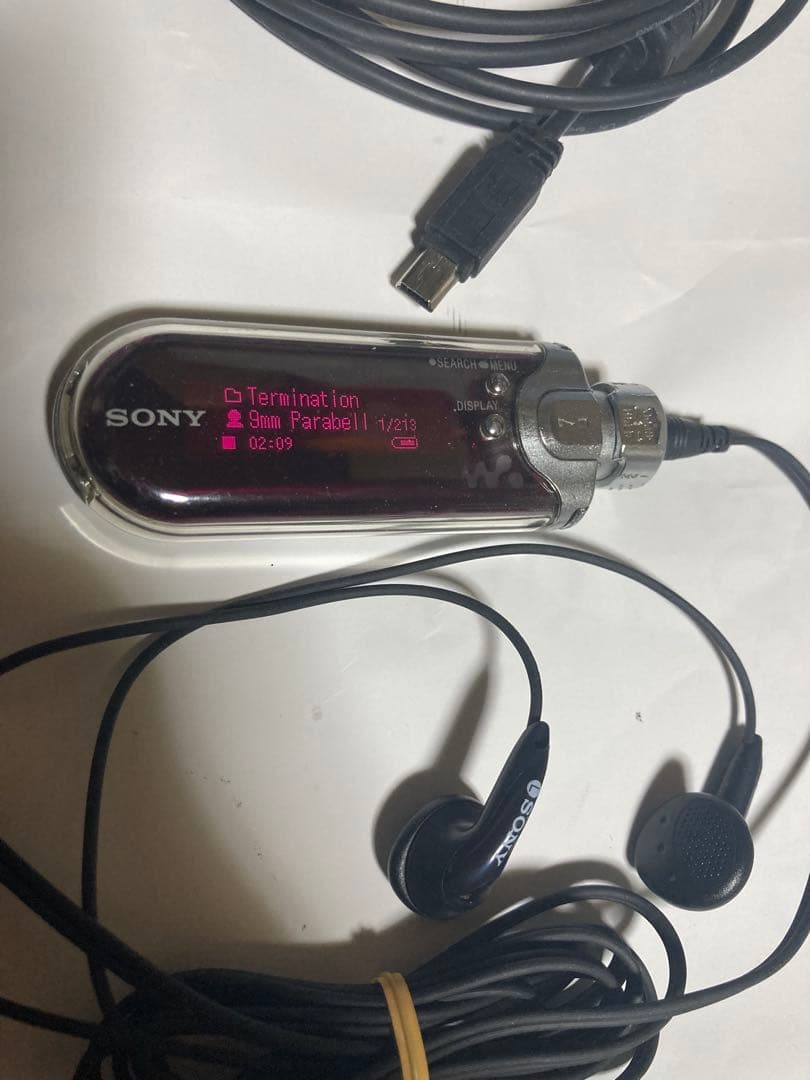 SEARCH MENU
DISPLAY
SONY
Termination
9mm Parabell 1/213
02:09
L SONY